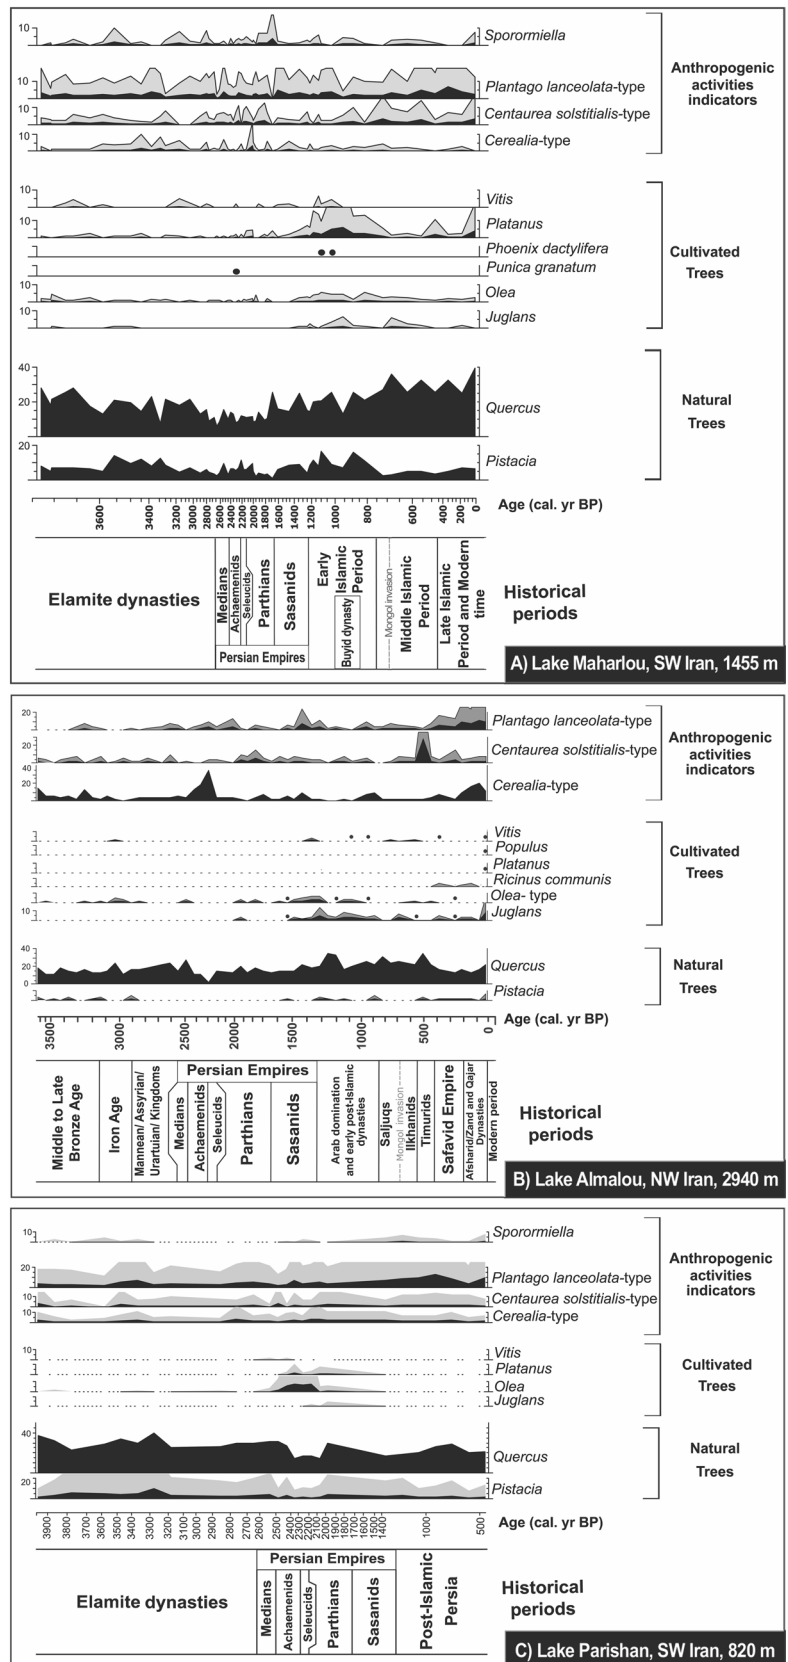 10
Sporormiella
10
Plantago lanceolata-type
Anthropogenic
activities
indicators
10
Centaurea solstitialis-type
10
Cerealia-type
10
Vitis
10
Platanus
Phoenix dactylifera
Punica granatum
Cultivated
Trees
10
Olea
10
Juglans
40
20
Quercus
Natural
Trees
20
Pistacia
3600
3400
3200
3000
2800
2600
2400
2200
2000
1800
1600
1200
1000
800
400
200
0
Age (cal. yr BP)
Elamite dynasties
Medians
Achaemenids
Seleucids
Parthians
Sasanids
Persian Empires
Early
Islamic
Period
Buyid dynasty
Mongol invasion
Middle Islamic
Period
Late Islamic
Period and Modern
time
Historical
periods
A) Lake Maharlou, SW Iran, 1455 m
20
Plantago lanceolata-type
20
Centaurea solstitialis-type
Anthropogenic
activities
indicators
40
20
Cerealia-type
Vitis
Populus
Platanus
Ricinus communis
Olea- type
10
Juglans
Cultivated
Trees
40
20
0
Quercus
Pistacia
Natural
Trees
3500
3000
2500
2000
1500
1000
500
0
Age (cal. yr BP)
Middle to Late
Bronze Age
Iron Age
Mannean/ Assyrian/
Urartuian/ Kingdoms
Persian Empires
Medians
Achaemenids
Seleucids
Parthians
Sasanids
Arab domination
and early post-Islamic
dynasties
Saljuqs
Mongol invasion
Ilkhanids
Timurids
Safavid Empire
Afsharid/Zand and Qajar
Dynasties
Modern period
Historical
periods
B) Lake Almalou, NW Iran, 2940 m
10
Sporormiella
20
Plantago lanceolata-type
Anthropogenic
activities
indicators
10
Centaurea solstitialis-type
10
Cerealia-type
10
Vitis
Platanus
Olea
Juglans
Cultivated
Trees
40
Quercus
Natural
Trees
20
Pistacia
3900
3800
3700
3600
3500
3400
3300
3200
3100
3000
2900
2800
2700
2600
2500
2400
2300
2200
2100
2000
1900
1800
1700
1600
1500
1400
1000
500
Age (cal. yr BP)
Elamite dynasties
Persian Empires
Medians
Achaemenids
Seleucids
Parthians
Sasanids
Post-Islamic
Persia
Historical
periods
C) Lake Parishan, SW Iran, 820 m